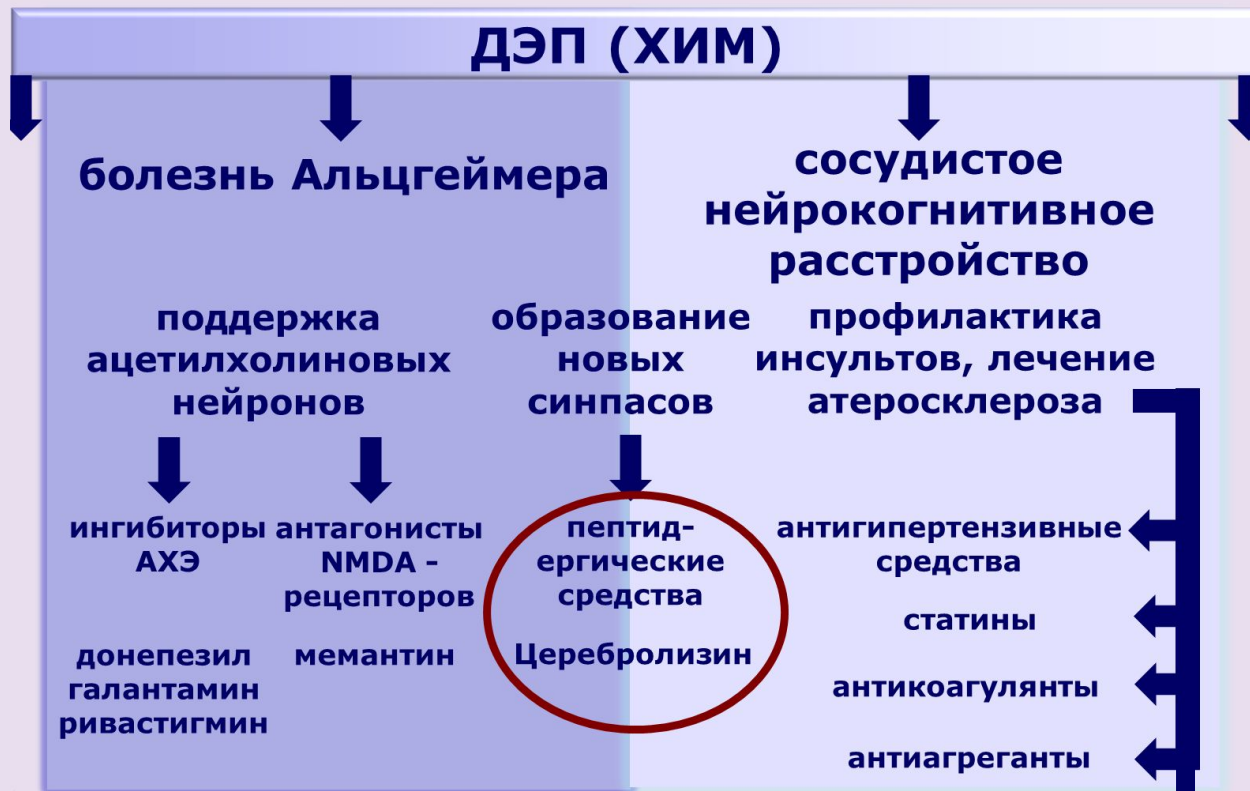 ДЭП (ХИМ)
болезнь Альцгеймера
сосудистое
нейрокогнитивное
расстройство
поддержка
ацетилхолиновых
нейронов
образование
новых
синпасов
профилактика
инсультов, лечение
атеросклероза
ингибиторы
АХЭ
донепезил
галантамин
ривастигмин
антагонисты
NMDA -
рецепторов
мемантин
пептид-
ергические
средства
Церебролизин
антигипертензивные
средства
статины
антикоагулянты
антиагреганты